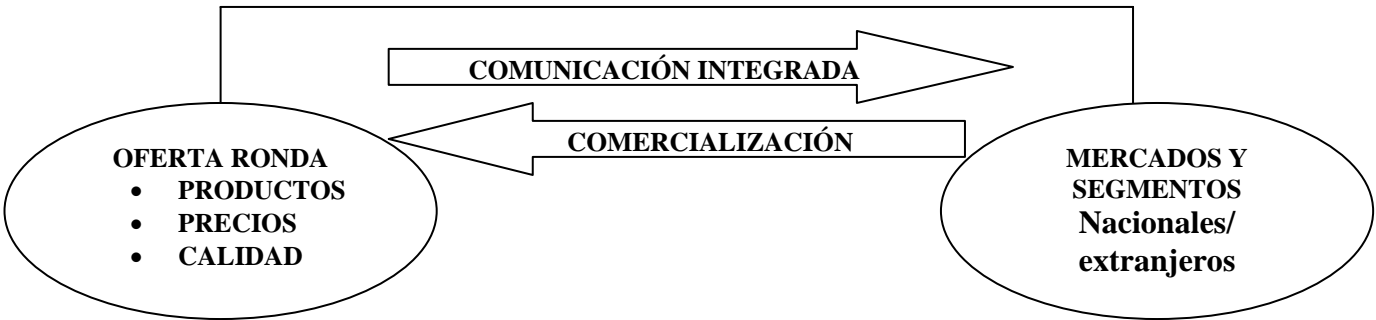 COMUNICACIÓN INTEGRADA
COMERCIALIZACIÓN
OFERTA RONDA
• PRODUCTOS
• PRECIOS
• CALIDAD
MERCADOS Y
SEGMENTOS
Nacionales/
extranjeros